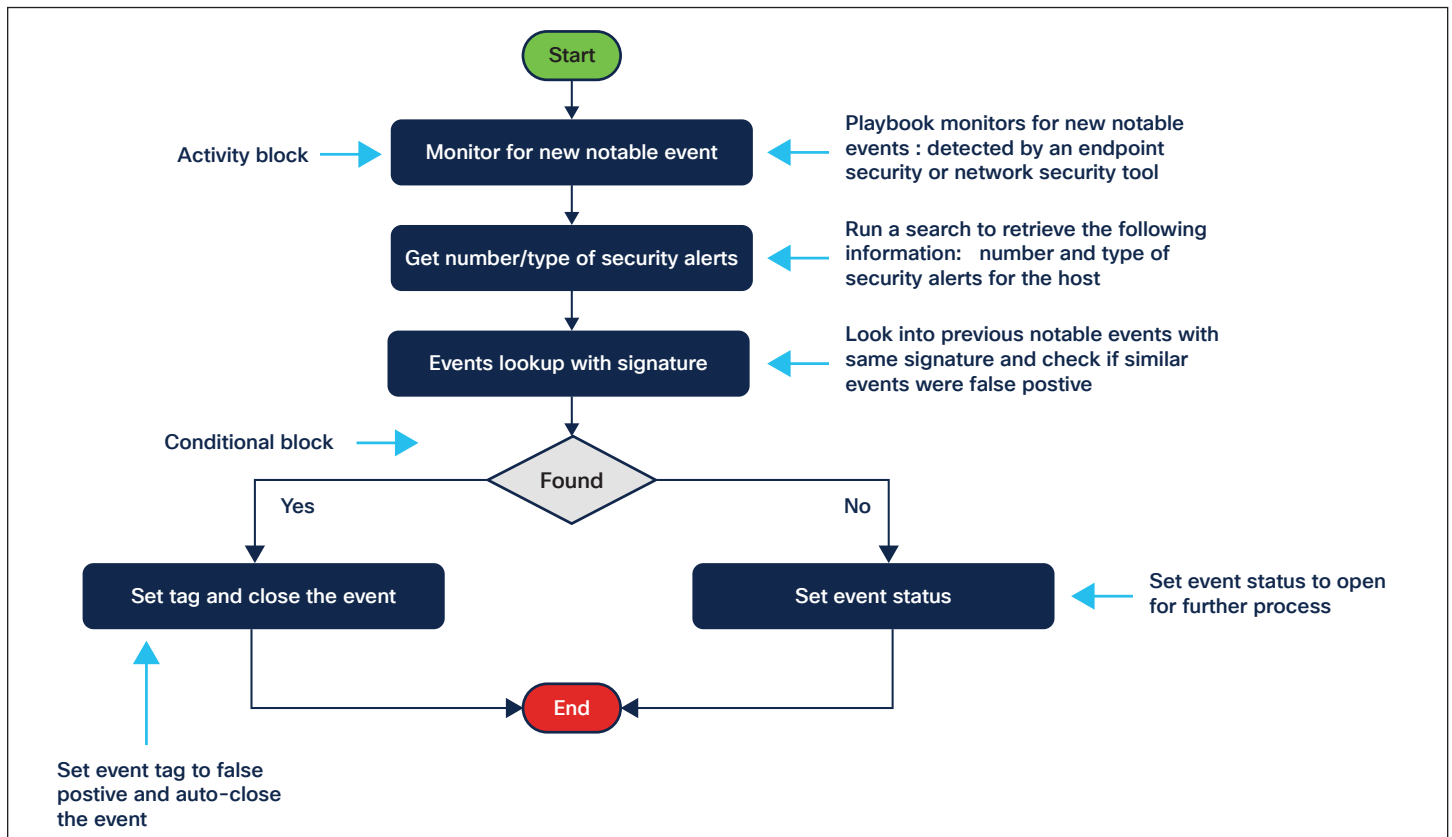 Start
Activity block
Monitor for new notable event
Playbook monitors for new notable
events : detected by an endpoint
security or network security tool
Get number/type of security alerts
Run a search to retrieve the following
information: number and type of
security alerts for the host
Events lookup with signature
Look into previous notable events with
same signature and check if similar
events were false postive
Conditional block
Found
Yes
No
Set tag and close the event
Set event status
Set event status to open
for further process
End
Set event tag to false
postive and auto-close
the event